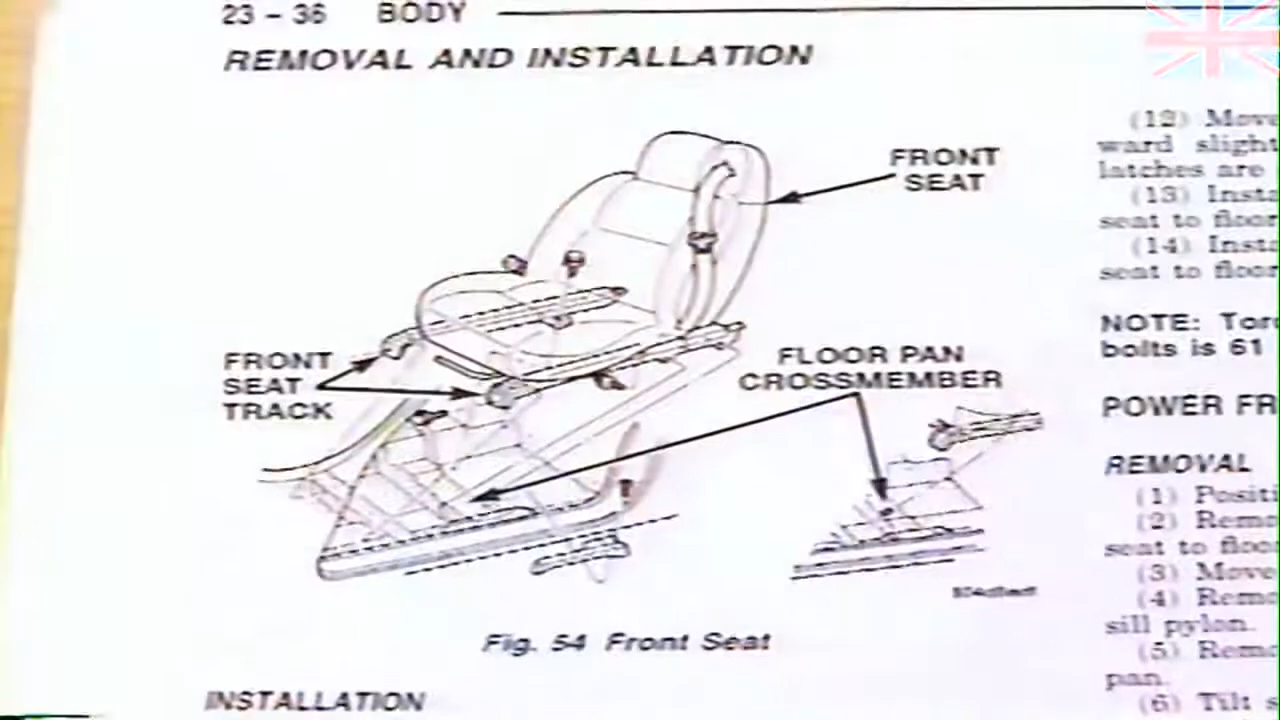 23 - 36 BODY
REMOVAL AND INSTALLATION
FRONT
SEAT
FRONT
SEAT
TRACK
FLOOR PAN
CROSSMEMBER
Fig. 54 Front Seat
INSTALLATION
(12) Move
ward slight
latches are
(13) Insta
seat to floor
(14) Insta
seat to floor
NOTE: Tor
bolts is 61
POWER FR
REMOVAL
(1) Positi
(2) Remo
seat to floo
(3) Move
(4) Remo
sill pylon.
(5) Remo
pan.
(6) Tilt s